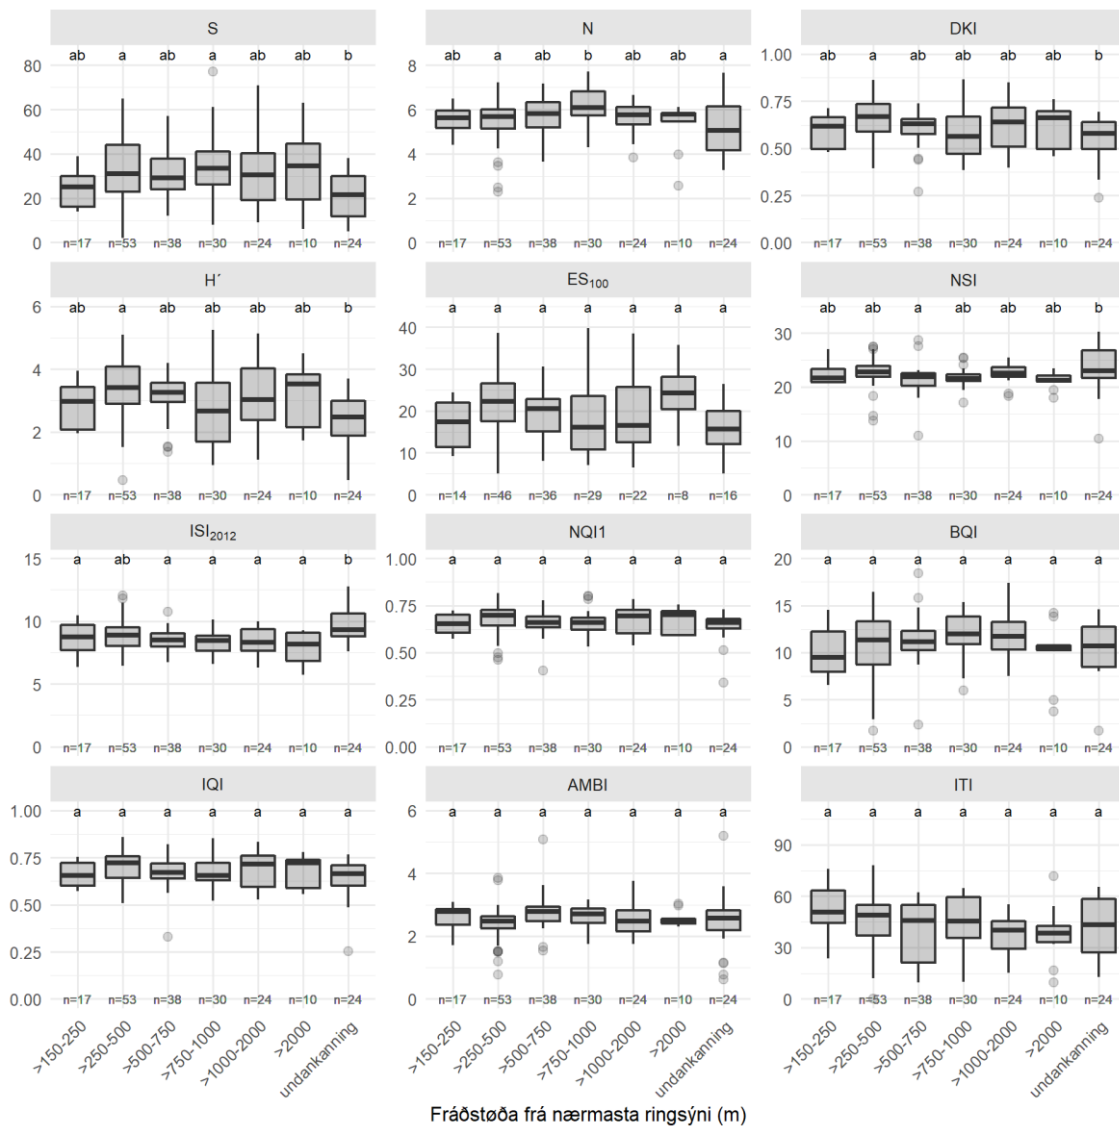 S N DKI
ab a ab a ab ab b ab a ab b ab ab a ab a ab ab ab ab b
80 60 40 20 0
8 6 4 2 0
1.00 0.75 0.50 0.25 0.00
n=17 n=53 n=38 n=30 n=24 n=10 n=24 n=17 n=53 n=38 n=30 n=24 n=10 n=24 n=17 n=53 n=38 n=30 n=24 n=10 n=24
H´ ES100 NSI
ab a ab ab ab ab b a a a a a a a ab ab a ab ab ab b
6 4 2 0
40 30 20 10 0
30 20 10 0
n=17 n=53 n=38 n=30 n=24 n=10 n=24 n=14 n=46 n=36 n=29 n=22 n=8 n=16 n=17 n=53 n=38 n=30 n=24 n=10 n=24
ISI2012 NQI1 BQI
a ab a a a a b a a a a a a a a a a a a a a
15 10 5 0
1.00 0.75 0.50 0.25 0.00
20 15 10 5 0
n=17 n=53 n=38 n=30 n=24 n=10 n=24 n=17 n=53 n=38 n=30 n=24 n=10 n=24 n=17 n=53 n=38 n=30 n=24 n=10 n=24
IQI AMBI ITI
a a a a a a a a a a a a a a a a a a a a a
1.00 0.75 0.50 0.25 0.00
6 4 2 0
90 60 30 0
n=17 n=53 n=38 n=30 n=24 n=10 n=24 n=17 n=53 n=38 n=30 n=24 n=10 n=24 n=17 n=53 n=38 n=30 n=24 n=10 n=24
>150-250 >250-500 >500-750 >750-1000 >1000-2000 >2000 undankanning >150-250 >250-500 >500-750 >750-1000 >1000-2000 >2000 undankanning >150-250 >250-500 >500-750 >750-1000 >1000-2000 >2000 undankanning
Fráðstøða frá nærmasta ringsýni (m)